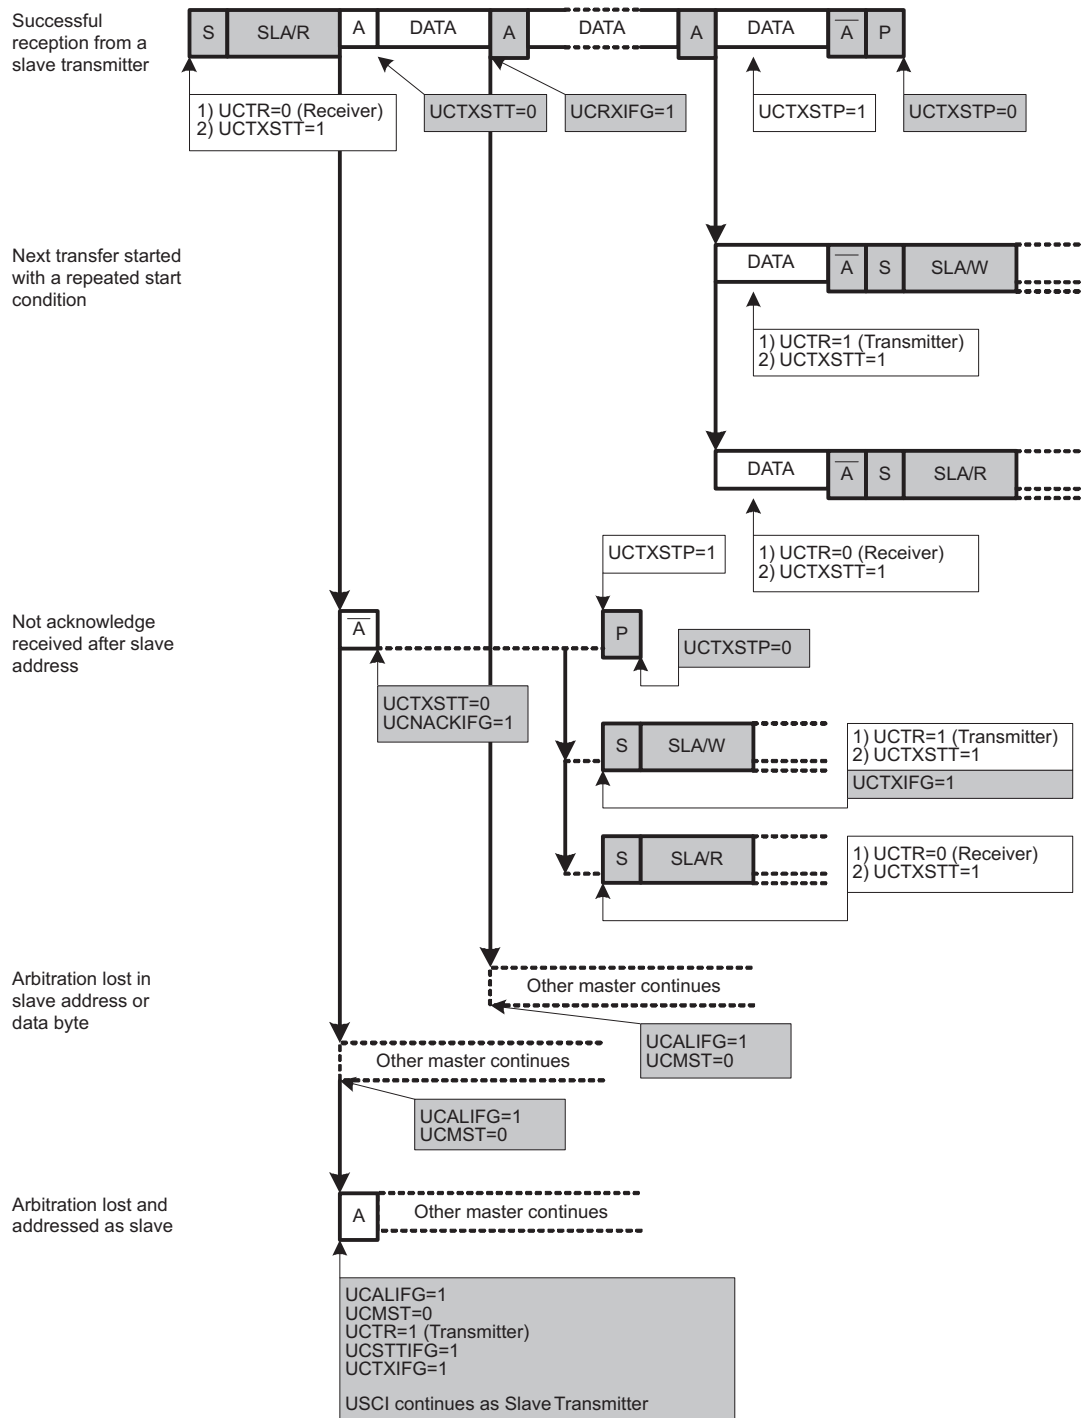 Successful
reception from a
slave transmitter
S SLA/R A DATA A DATA A DATA A P
1) UCTR=0 (Receiver)
2) UCTXSTT=1
UCTXSTT=0
UCRXIFG=1
UCTXSTP=1
UCTXSTP=0
Next transfer started
with a repeated start
condition
DATA A S SLA/W
1) UCTR=1 (Transmitter)
2) UCTXSTT=1
DATA A S SLA/R
1) UCTR=0 (Receiver)
2) UCTXSTT=1
UCTXSTP=1
Not acknowledge
received after slave
address
A
P
UCTXSTP=0
UCTXSTT=0
UCNACKIFG=1
S SLA/W
1) UCTR=1 (Transmitter)
2) UCTXSTT=1
UCTXIFG=1
S SLA/R
1) UCTR=0 (Receiver)
2) UCTXSTT=1
Arbitration lost in
slave address or
data byte
Other master continues
UCALIFG=1
UCMST=0
Other master continues
UCALIFG=1
UCMST=0
Arbitration lost and
addressed as slave
A Other master continues
UCALIFG=1
UCMST=0
UCTR=1 (Transmitter)
UCSTTIFG=1
UCTXIFG=1
USCI continues as Slave Transmitter